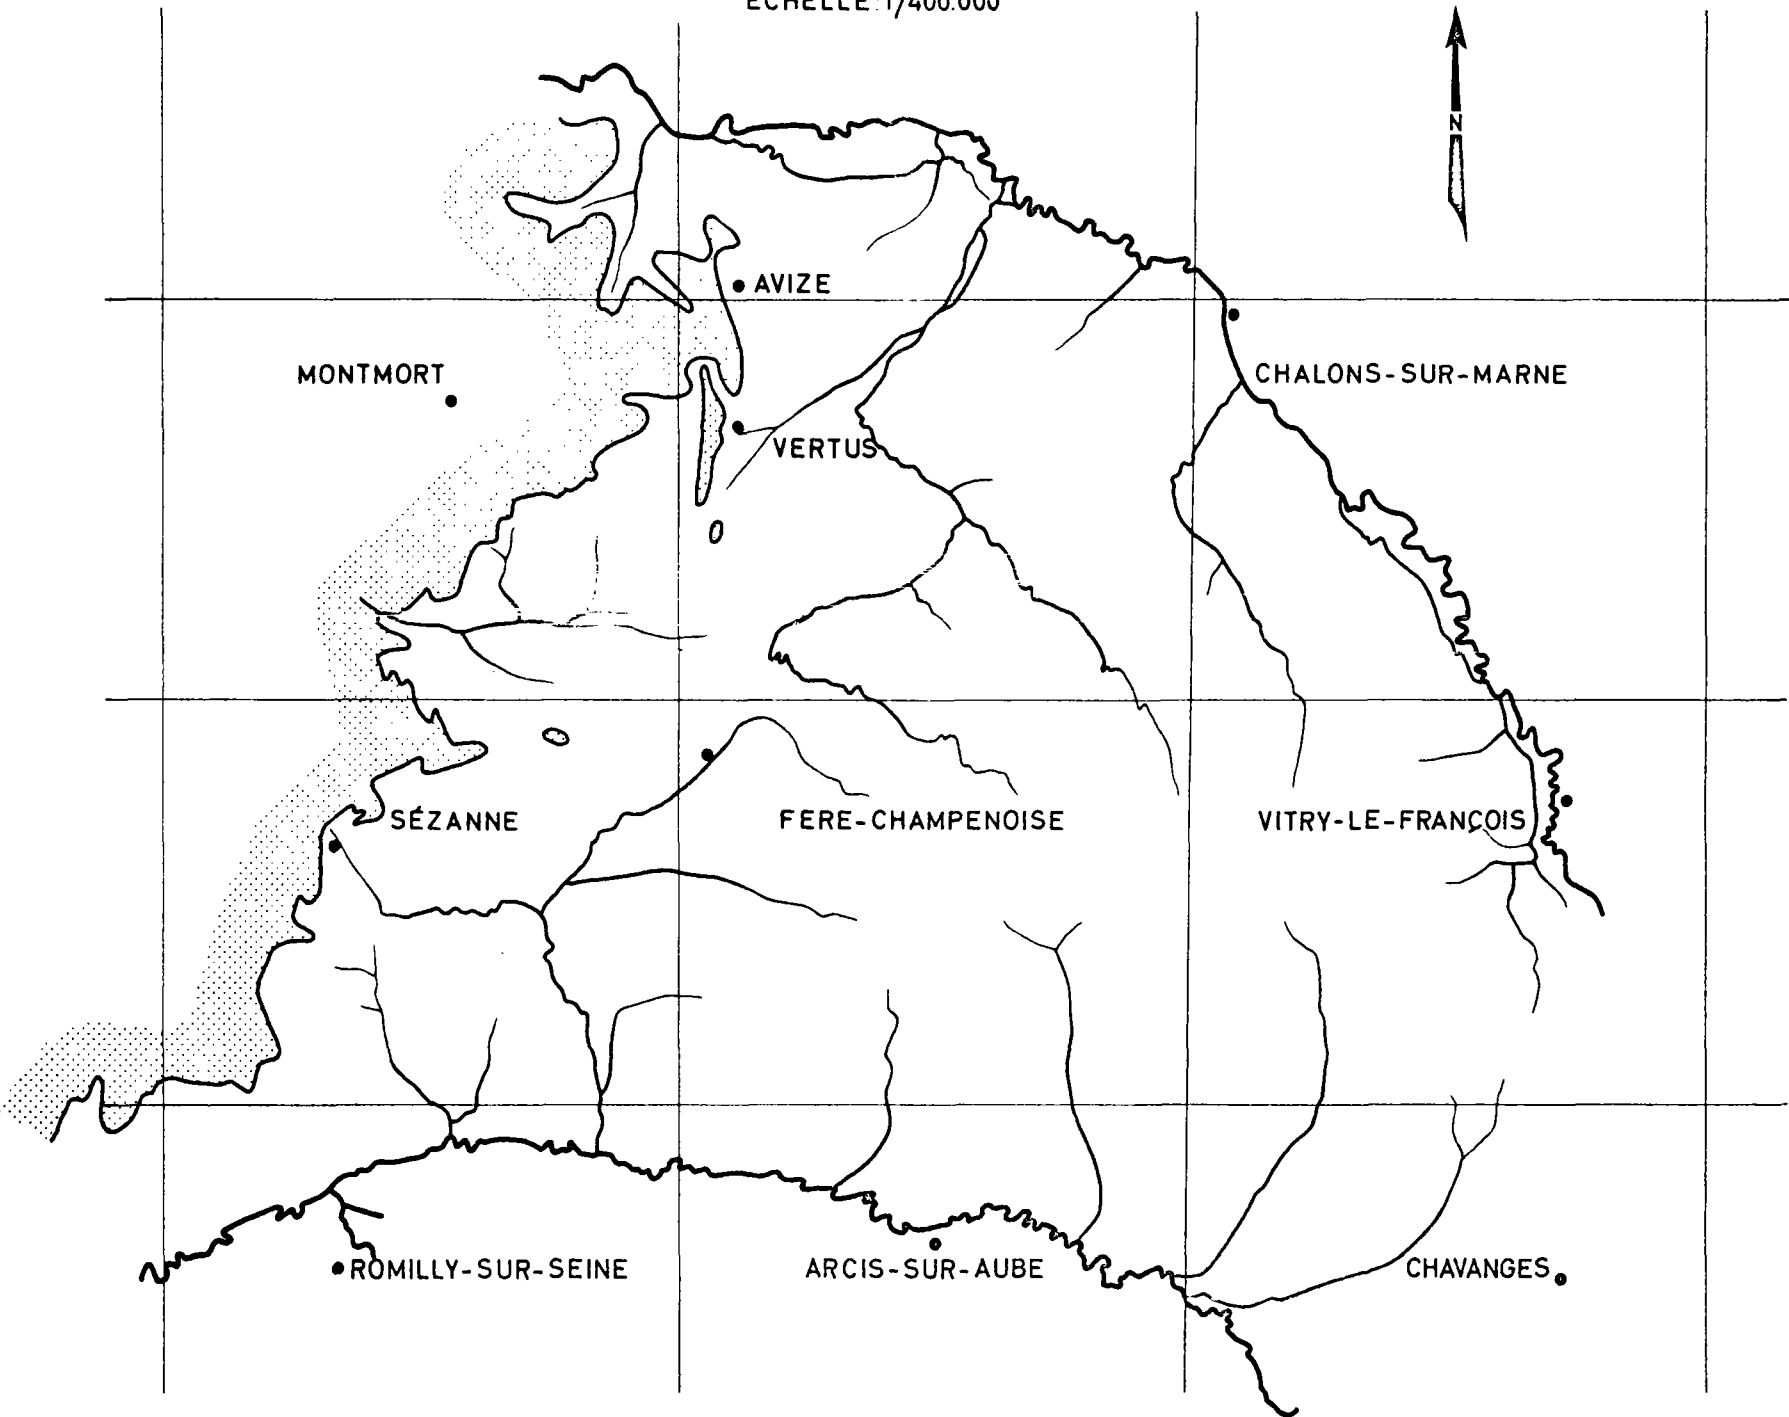 ECHELLE:1/400.000
N
AVIZE
MONTMORT
CHALONS-SUR-MARNE
VERTUS
SÉZANNE
FERE-CHAMPENOISE
VITRY-LE-FRANÇOIS
ROMILLY-SUR-SEINE
ARCIS-SUR-AUBE
CHAVANGES